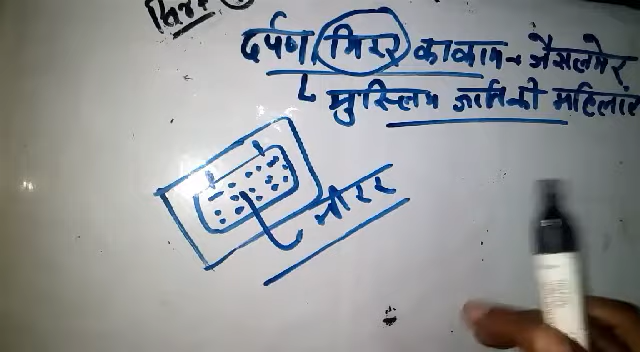 दर्पण मिरर का काम → जैसलमेर
मुस्लिम जाति की महिलाए
मीरर